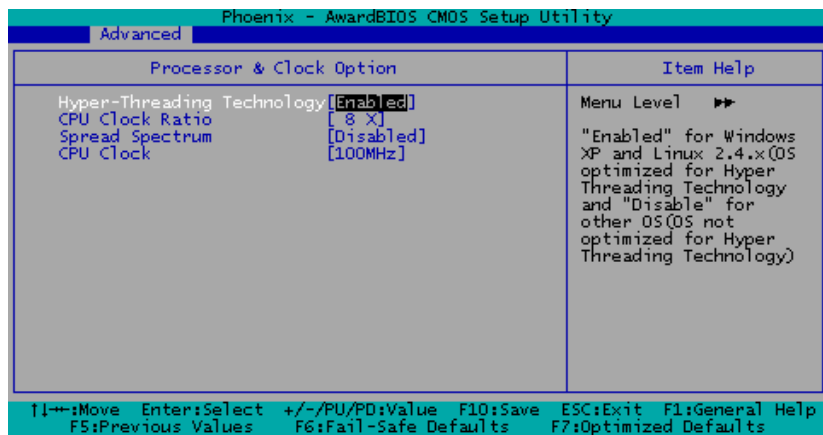 Phoenix - AwardBIOS CMOS Setup Utility
Advanced
Processor & Clock Option
Item Help
Hyper-Threading Technology[Enabled]
CPU Clock Ratio [ 8 X]
Spread Spectrum [Disabled]
CPU Clock [100MHz]
Menu Level ▸▸
"Enabled" for Windows
XP and Linux 2.4.x(OS
optimized for Hyper
Threading Technology
and "Disable" for
other OS(OS not
optimized for Hyper
Threading Technology)
↑↓→←:Move Enter:Select +/-/PU/PD:Value F10:Save ESC:Exit F1:General Help
F5:Previous Values F6:Fail-Safe Defaults F7:Optimized Defaults